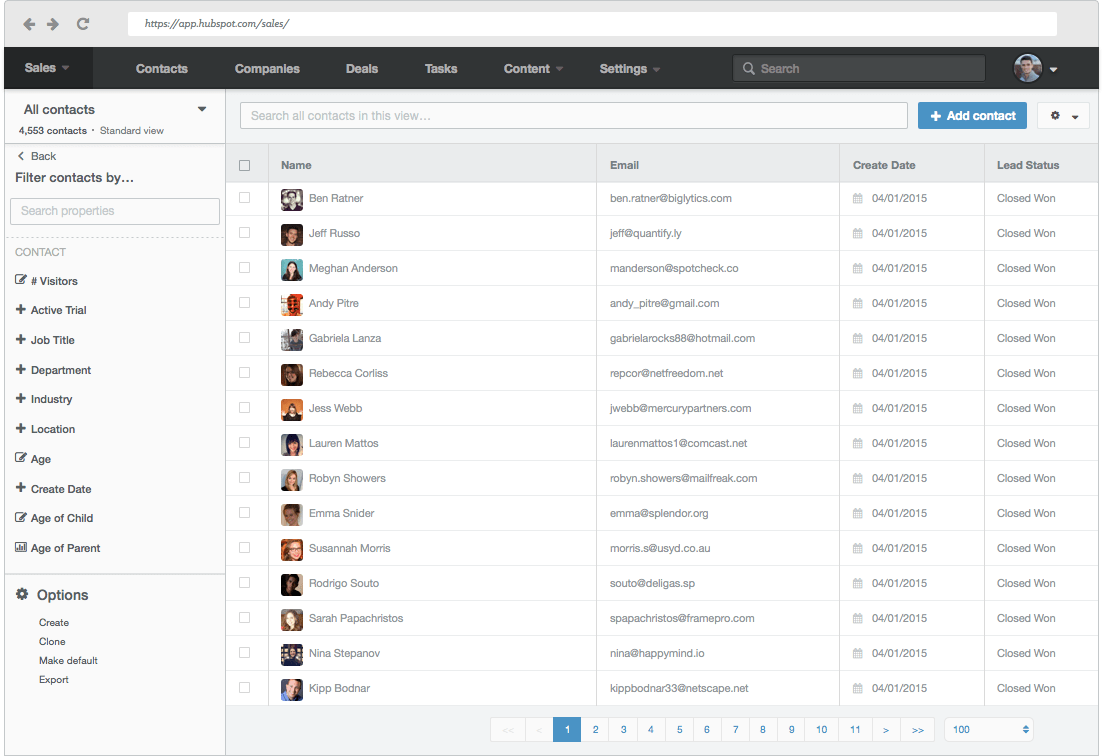 https://app.hubspot.com/sales/
Sales Contacts Companies Deals Tasks Content Settings Search
All contacts
4,553 contacts · Standard view
Back
Filter contacts by...
Search properties
CONTACT
# Visitors
Active Trial
Job Title
Department
Industry
Location
Age
Create Date
Age of Child
Age of Parent
Options
Create
Clone
Make default
Export
Search all contacts in this view... Add contact
Name Email Create Date Lead Status
Ben Ratner ben.ratner@biglytics.com 04/01/2015 Closed Won
Jeff Russo jeff@quantify.ly 04/01/2015 Closed Won
Meghan Anderson manderson@spotcheck.co 04/01/2015 Closed Won
Andy Pitre andy_pitre@gmail.com 04/01/2015 Closed Won
Gabriela Lanza gabrielarocks88@hotmail.com 04/01/2015 Closed Won
Rebecca Corliss repcor@netfreedom.net 04/01/2015 Closed Won
Jess Webb jwebb@mercurypartners.com 04/01/2015 Closed Won
Lauren Mattos laurenmattos1@comcast.net 04/01/2015 Closed Won
Robyn Showers robyn.showers@mailfreak.com 04/01/2015 Closed Won
Emma Snider emma@splendor.org 04/01/2015 Closed Won
Susannah Morris morris.s@usyd.co.au 04/01/2015 Closed Won
Rodrigo Souto souto@deligas.sp 04/01/2015 Closed Won
Sarah Papachristos spapachristos@framepro.com 04/01/2015 Closed Won
Nina Stepanov nina@happymind.io 04/01/2015 Closed Won
Kipp Bodnar kippbodnar33@netscape.net 04/01/2015 Closed Won
<< < 1 2 3 4 5 6 7 8 9 10 11 > >> 100